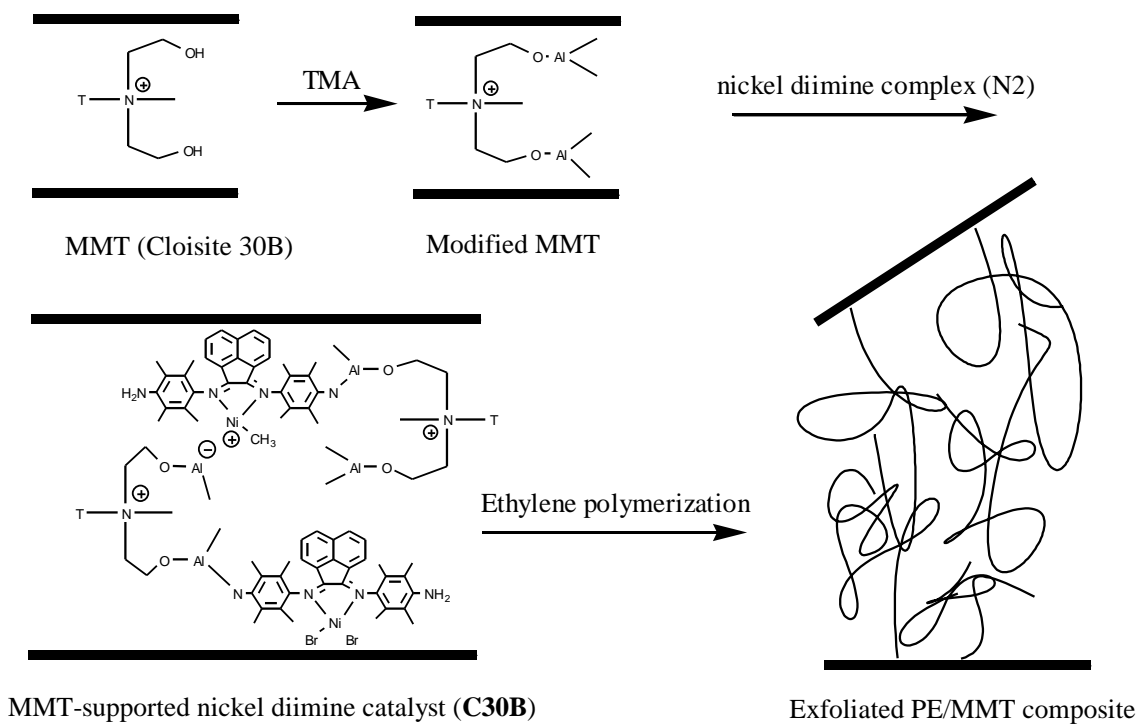 OH
T N ⊕
OH
MMT (Cloisite 30B)
TMA
O Al
T N ⊕
O Al
Modified MMT
nickel diimine complex (N2)
H2N N N N Al O
Ni ⊕ CH3
N ⊕ T
Al O
O Al ⊖
T N ⊕
O Al
N N N NH2
Ni
Br Br
MMT-supported nickel diimine catalyst (C30B)
Ethylene polymerization
Exfoliated PE/MMT composite